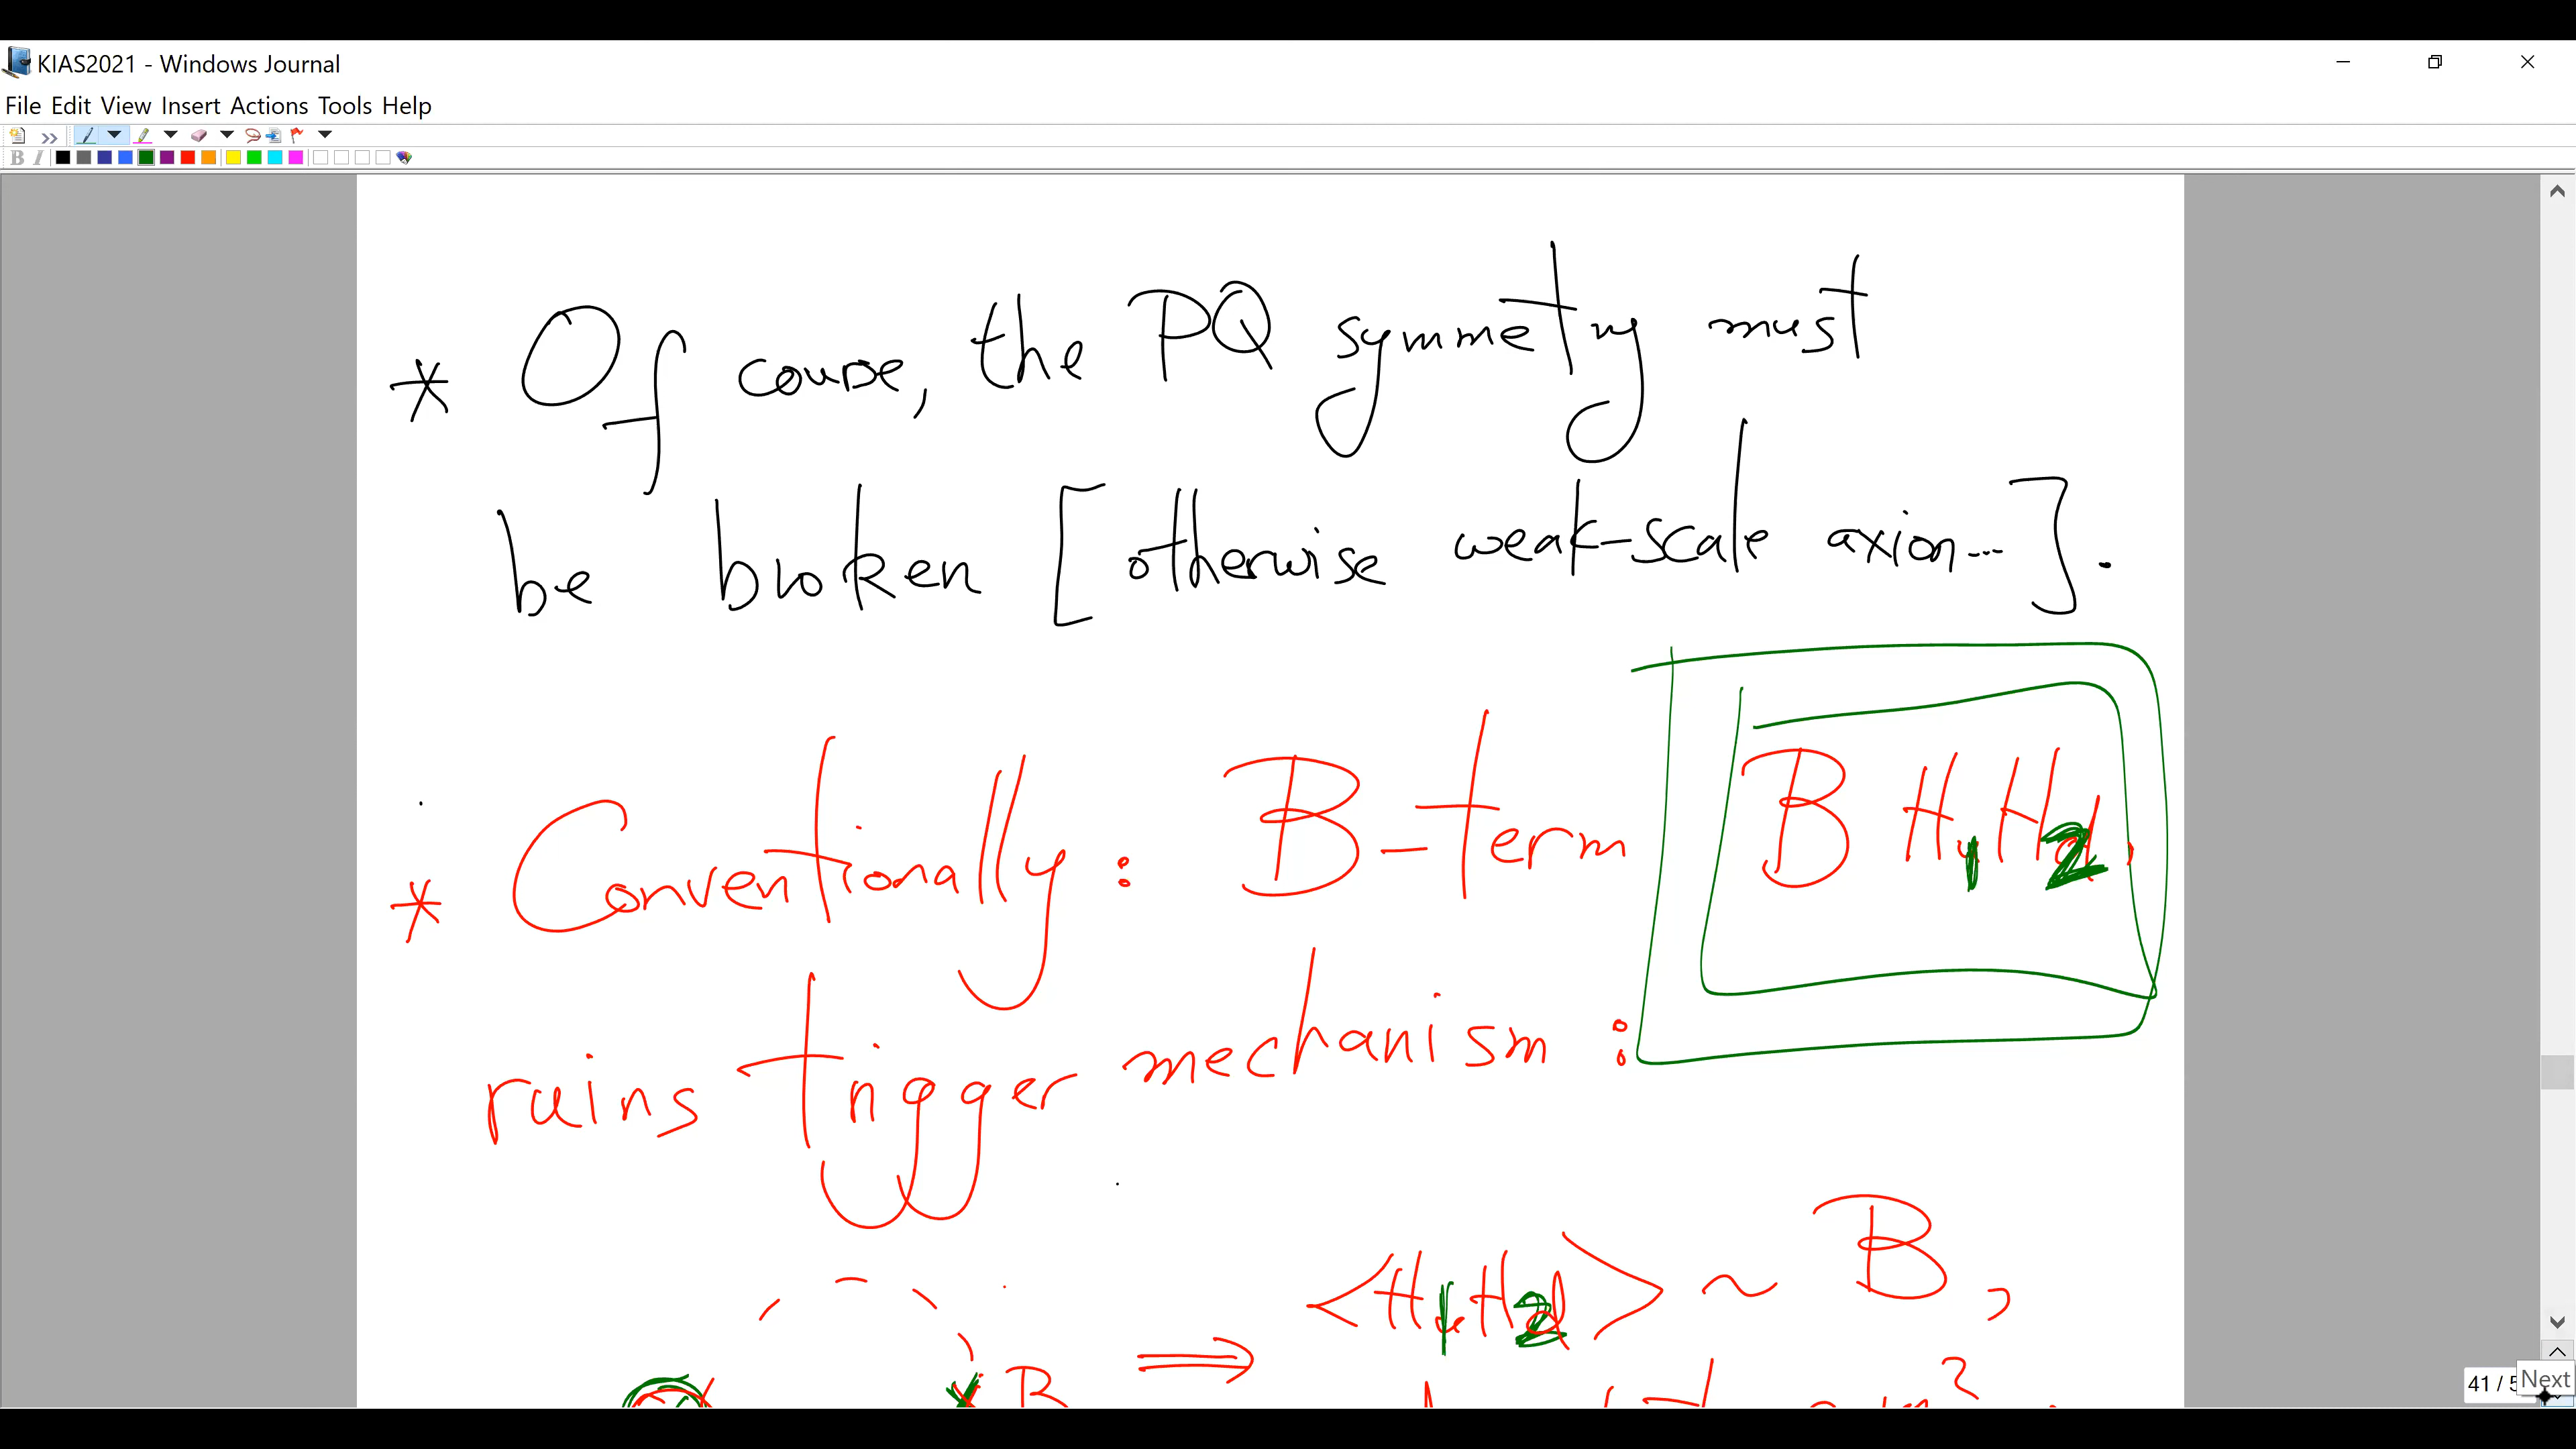 KIAS2021 - Windows Journal
File Edit View Insert Actions Tools Help
B I
* Of course, the PQ symmetry must
be broken [otherwise weak-scale axion...].
* Conventionally: B-term B H1H2,
ruins trigger mechanism:
<H1H2> ~ B,
⇒
B
2
41 / 5
Next